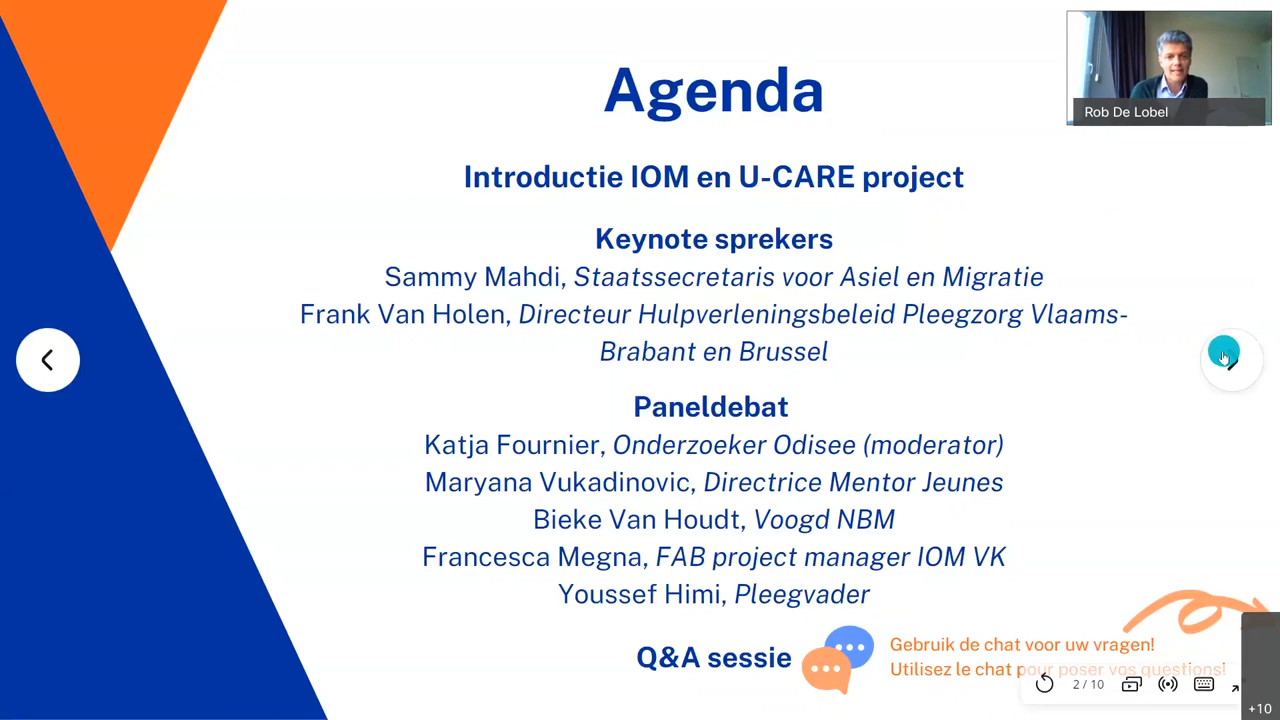 Agenda
Rob De Lobel
Introductie IOM en U-CARE project
Keynote sprekers
Sammy Mahdi, Staatssecretaris voor Asiel en Migratie
Frank Van Holen, Directeur Hulpverleningsbeleid Pleegzorg Vlaams-
Brabant en Brussel
Paneldebat
Katja Fournier, Onderzoeker Odisee (moderator)
Maryana Vukadinovic, Directrice Mentor Jeunes
Bieke Van Houdt, Voogd NBM
Francesca Megna, FAB project manager IOM VK
Youssef Himi, Pleegvader
Q&A sessie
Gebruik de chat voor uw vragen!
Utilisez le chat pour poser vos questions!
2 / 10
+10